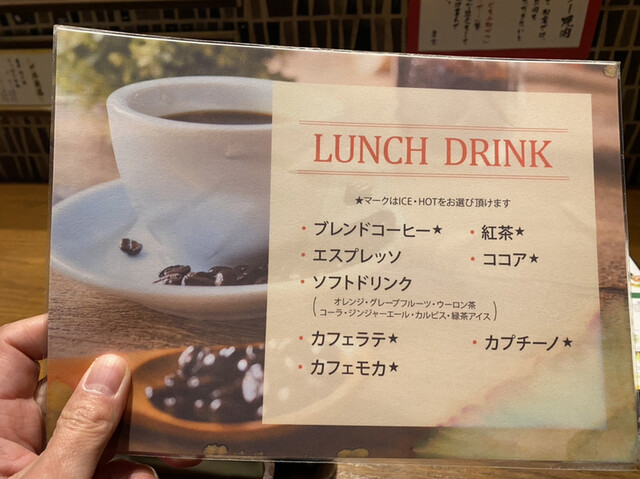 LUNCH DRINK
★マークはICE・HOTをお選び頂けます
・ブレンドコーヒー★ ・紅茶★
・エスプレッソ ・ココア★
・ソフトドリンク
(オレンジ・グレープフルーツ・ウーロン茶
コーラ・ジンジャーエール・カルピス・緑茶アイス)
・カフェラテ★ ・カプチーノ★
・カフェモカ★